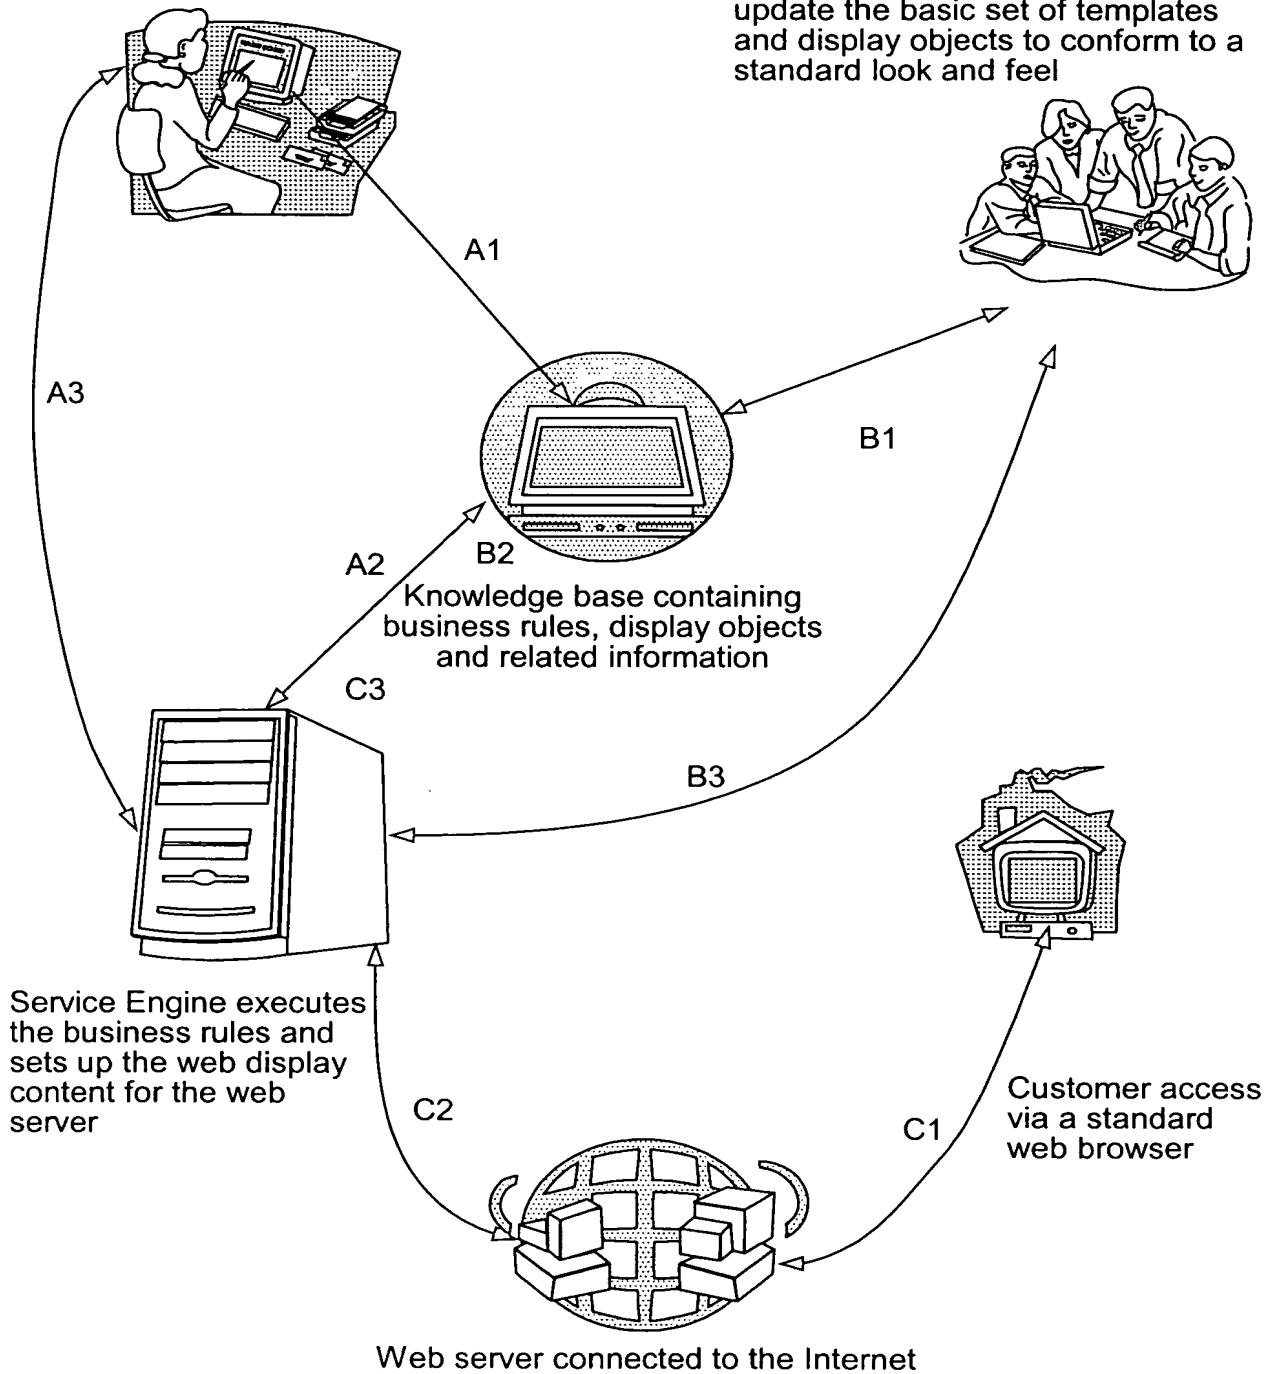 update the basic set of templates
and display objects to conform to a
standard look and feel
A1
A3
B1
A2
B2
Knowledge base containing
business rules, display objects
and related information
C3
B3
Service Engine executes
the business rules and
sets up the web display
content for the web
server
C2
C1
Customer access
via a standard
web browser
Web server connected to the Internet